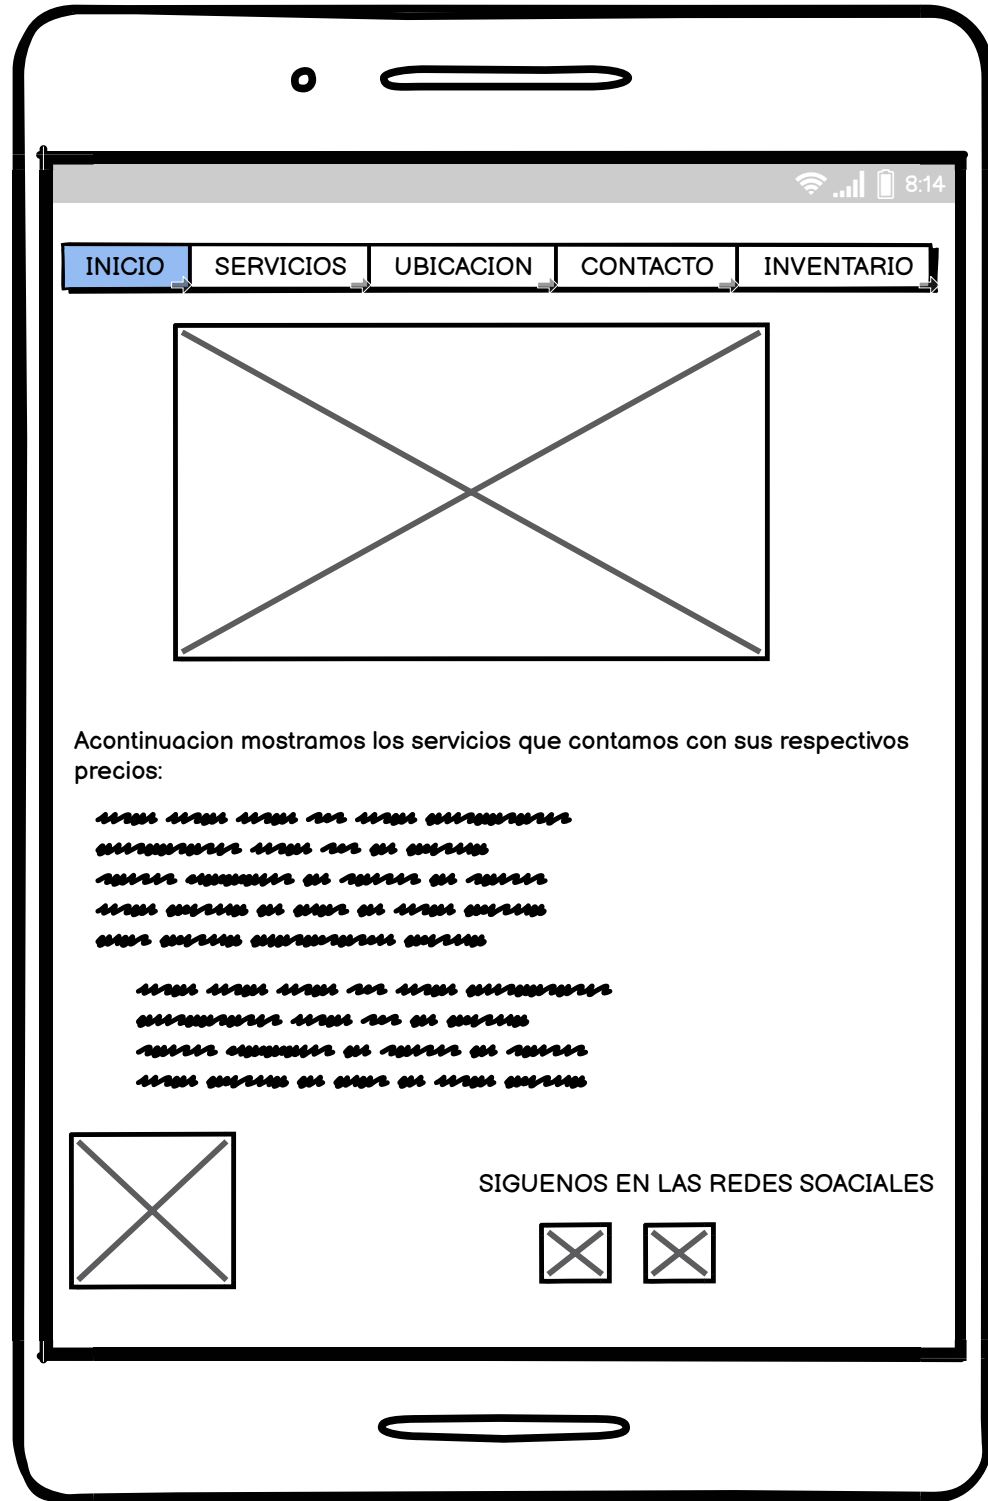 8:14
INICIO SERVICIOS UBICACION CONTACTO INVENTARIO
Acontinuacion mostramos los servicios que contamos con sus respectivos
precios:
SIGUENOS EN LAS REDES SOACIALES